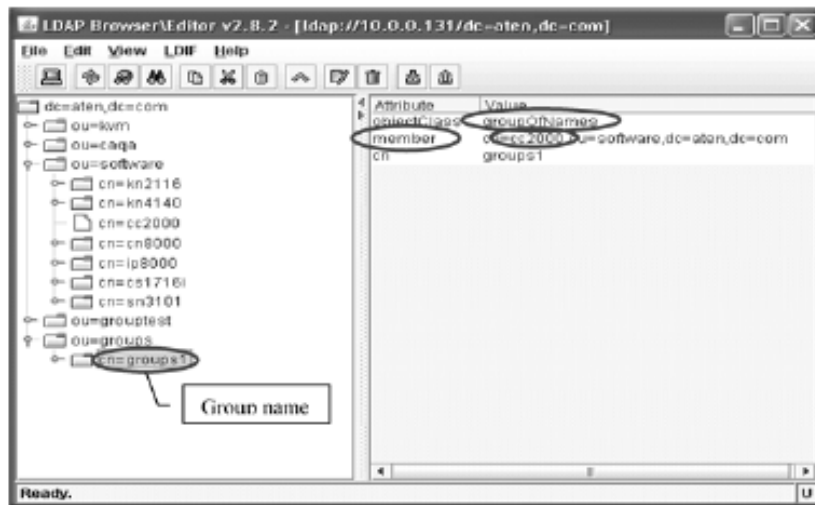 LDAP Browser\Editor v2.8.2 - [ldap://10.0.0.131/dc=aten,dc=com]
File Edit View LDIF Help
dc=aten,dc=com
ou=kvm
ou=caqa
ou=software
cn=kn2116
cn=kn4140
cn=cc2000
cn=cn8000
cn=ip8000
cn=cs1716i
cn=sn3101
ou=grouptest
ou=groups
cn=groups1
Group name
Attribute Value
objectClass groupOfNames
member cn=cc2000,ou=software,dc=aten,dc=com
cn groups1
Ready. U